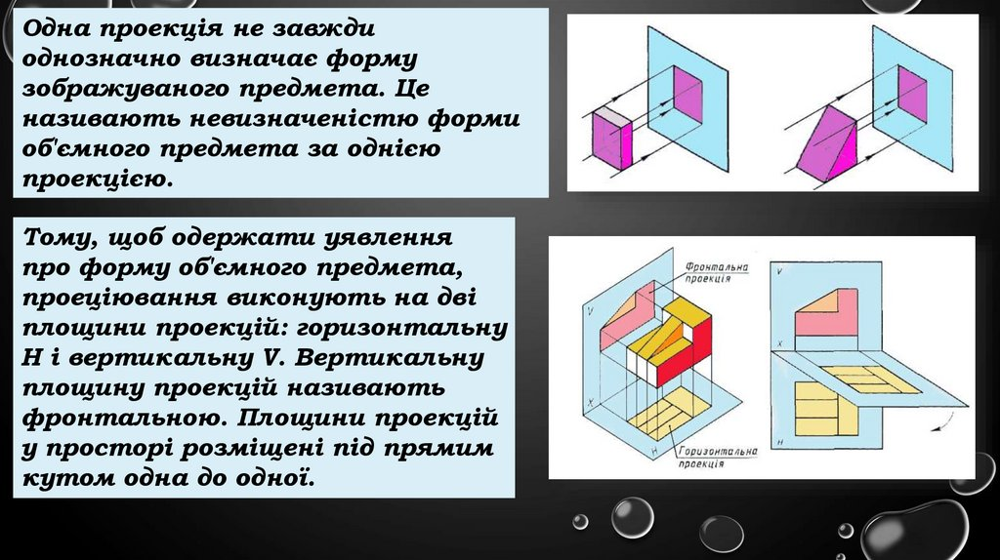 Одна проекція не завжди
однозначно визначає форму
зображуваного предмета. Це
називають невизначеністю форми
об'ємного предмета за однією
проекцією.
Тому, щоб одержати уявлення
про форму об'ємного предмета,
проеціювання виконують на дві
площини проекцій: горизонтальну
Н і вертикальну V. Вертикальну
площину проекцій називають
фронтальною. Площини проекцій
у просторі розміщені під прямим
кутом одна до одної.
Фронтальна
проекція
V
X
H
Горизонтальна
проекція
V
X
H